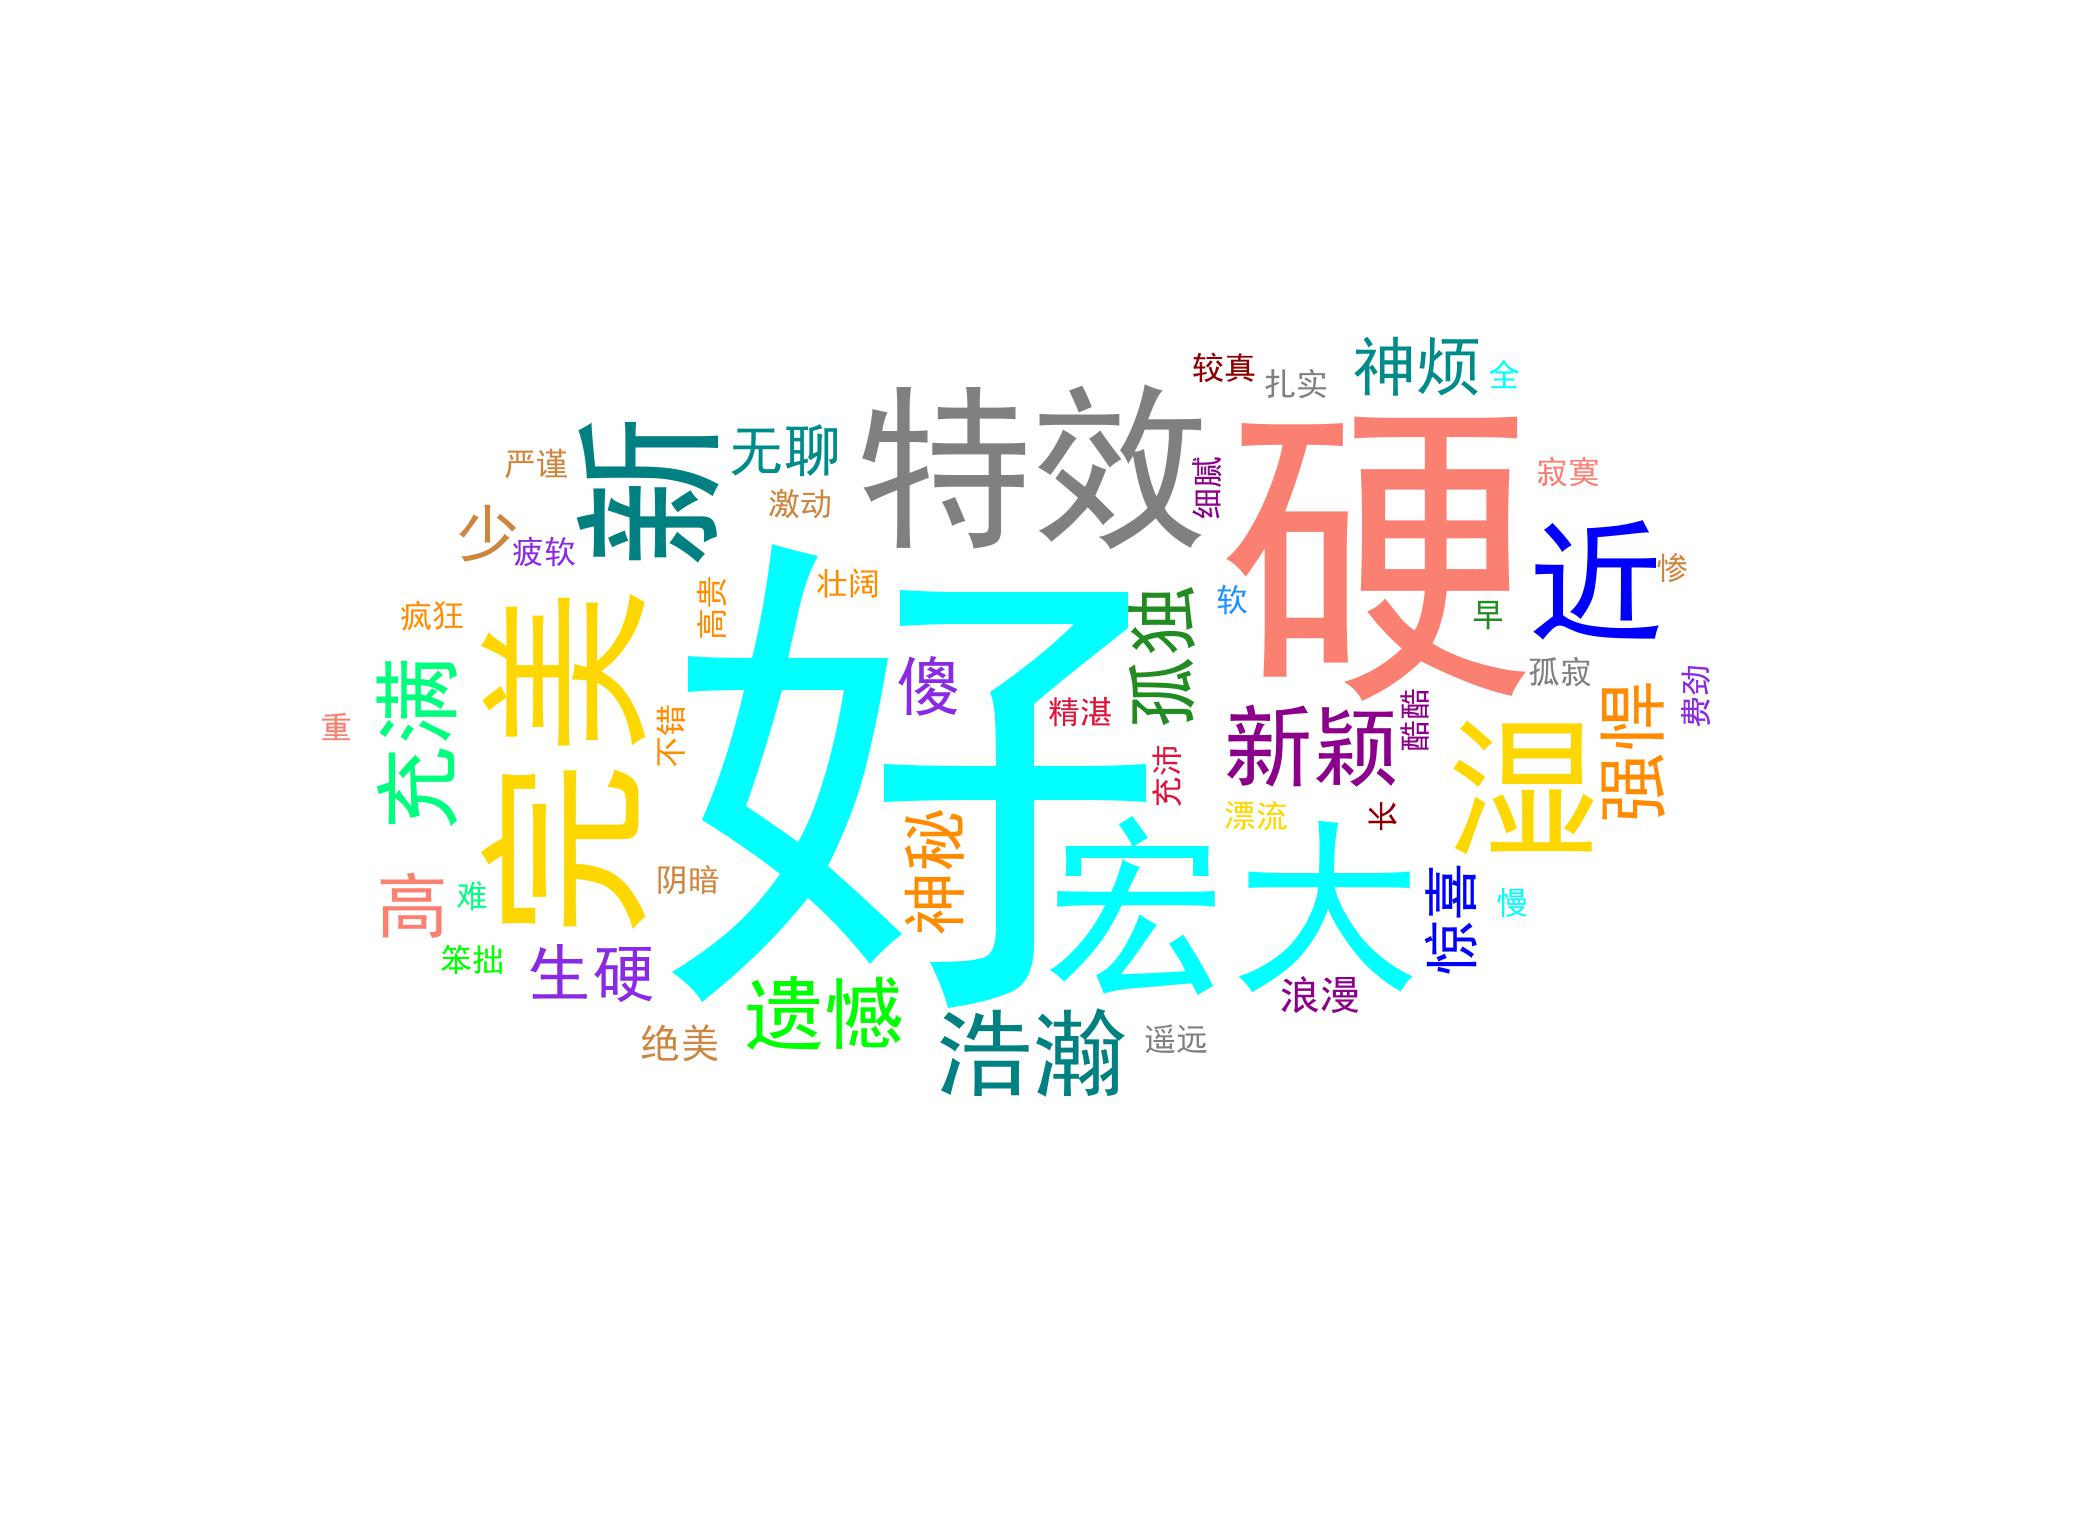 较真
扎实
神烦
全
特效
硬
新
无聊
严谨
激动
细腻
寂寞
少
疲软
近
惨
壮阔
高贵
疯狂
软
早
好
孤独
完美
充满
傻
精湛
孤寂
重
不错
新颖
酷酷
湿
强悍
费劲
充沛
漂流
长
神秘
宏大
高
难
阴暗
惊喜
慢
笨拙
生硬
遗憾
浪漫
绝美
浩瀚
遥远